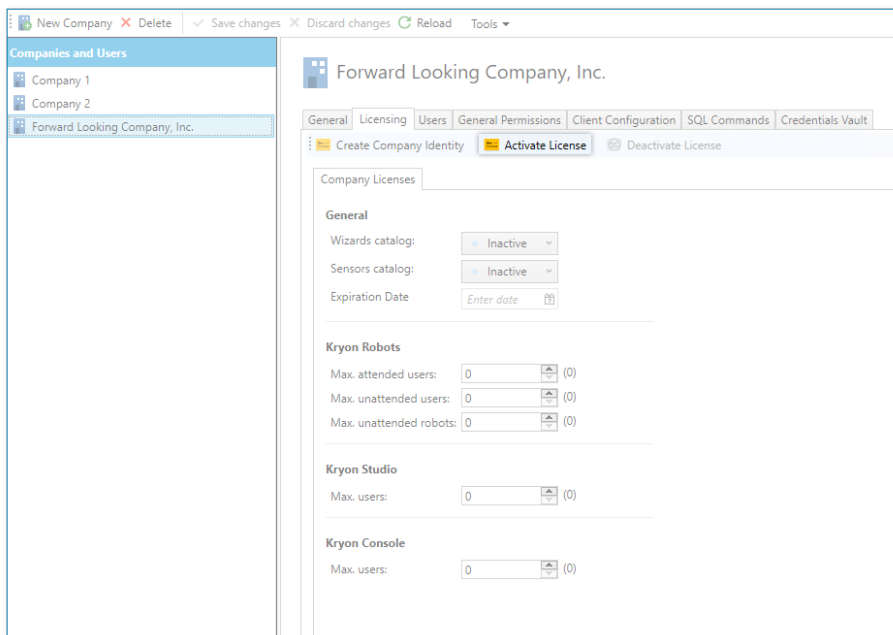 New Company Delete Save changes Discard changes Reload Tools
Companies and Users
Company 1
Company 2
Forward Looking Company, Inc.
Forward Looking Company, Inc.
General Licensing Users General Permissions Client Configuration SQL Commands Credentials Vault
Create Company Identity Activate License Deactivate License
Company Licenses
General
Wizards catalog: Inactive
Sensors catalog: Inactive
Expiration Date Enter date
Kryon Robots
Max. attended users: 0 (0)
Max. unattended users: 0 (0)
Max. unattended robots: 0 (0)
Kryon Studio
Max. users: 0 (0)
Kryon Console
Max. users: 0 (0)